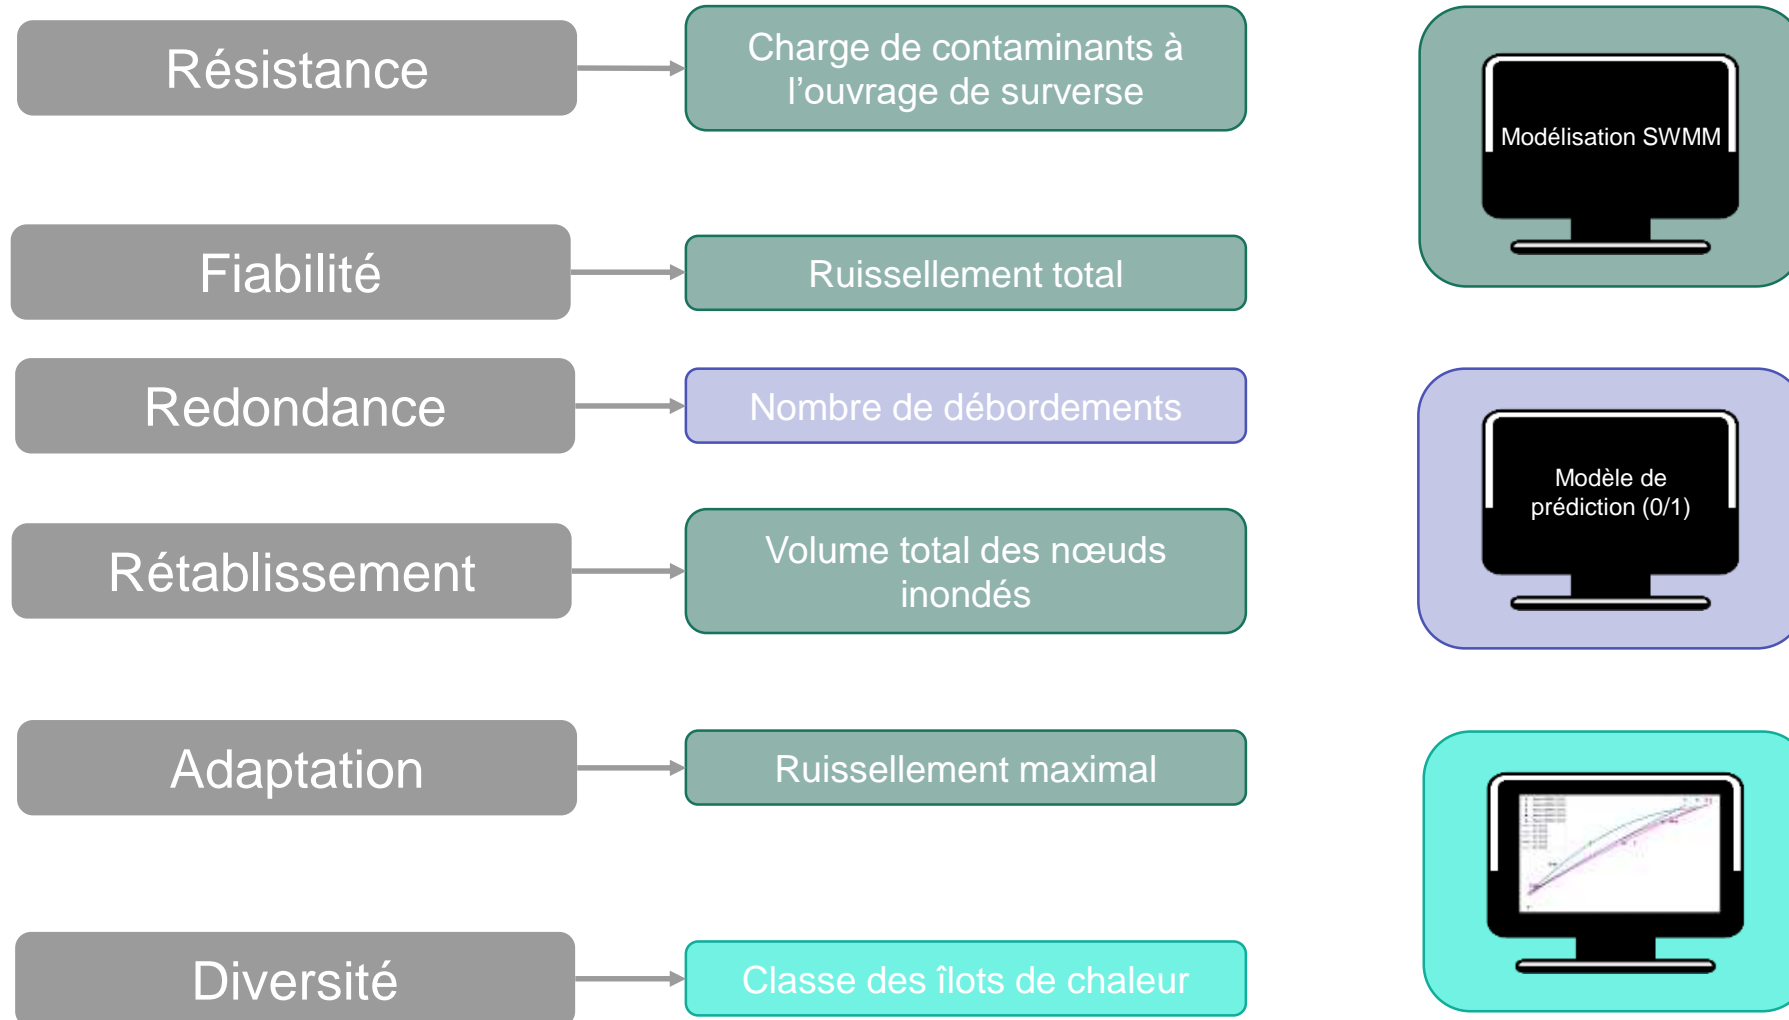 Résistance
Charge de contaminants à
l’ouvrage de surverse
Modélisation SWMM
Fiabilité
Ruissellement total
Redondance
Nombre de débordements
Modèle de
prédiction (0/1)
Rétablissement
Volume total des nœuds
inondés
Adaptation
Ruissellement maximal
Diversité
Classe des îlots de chaleur